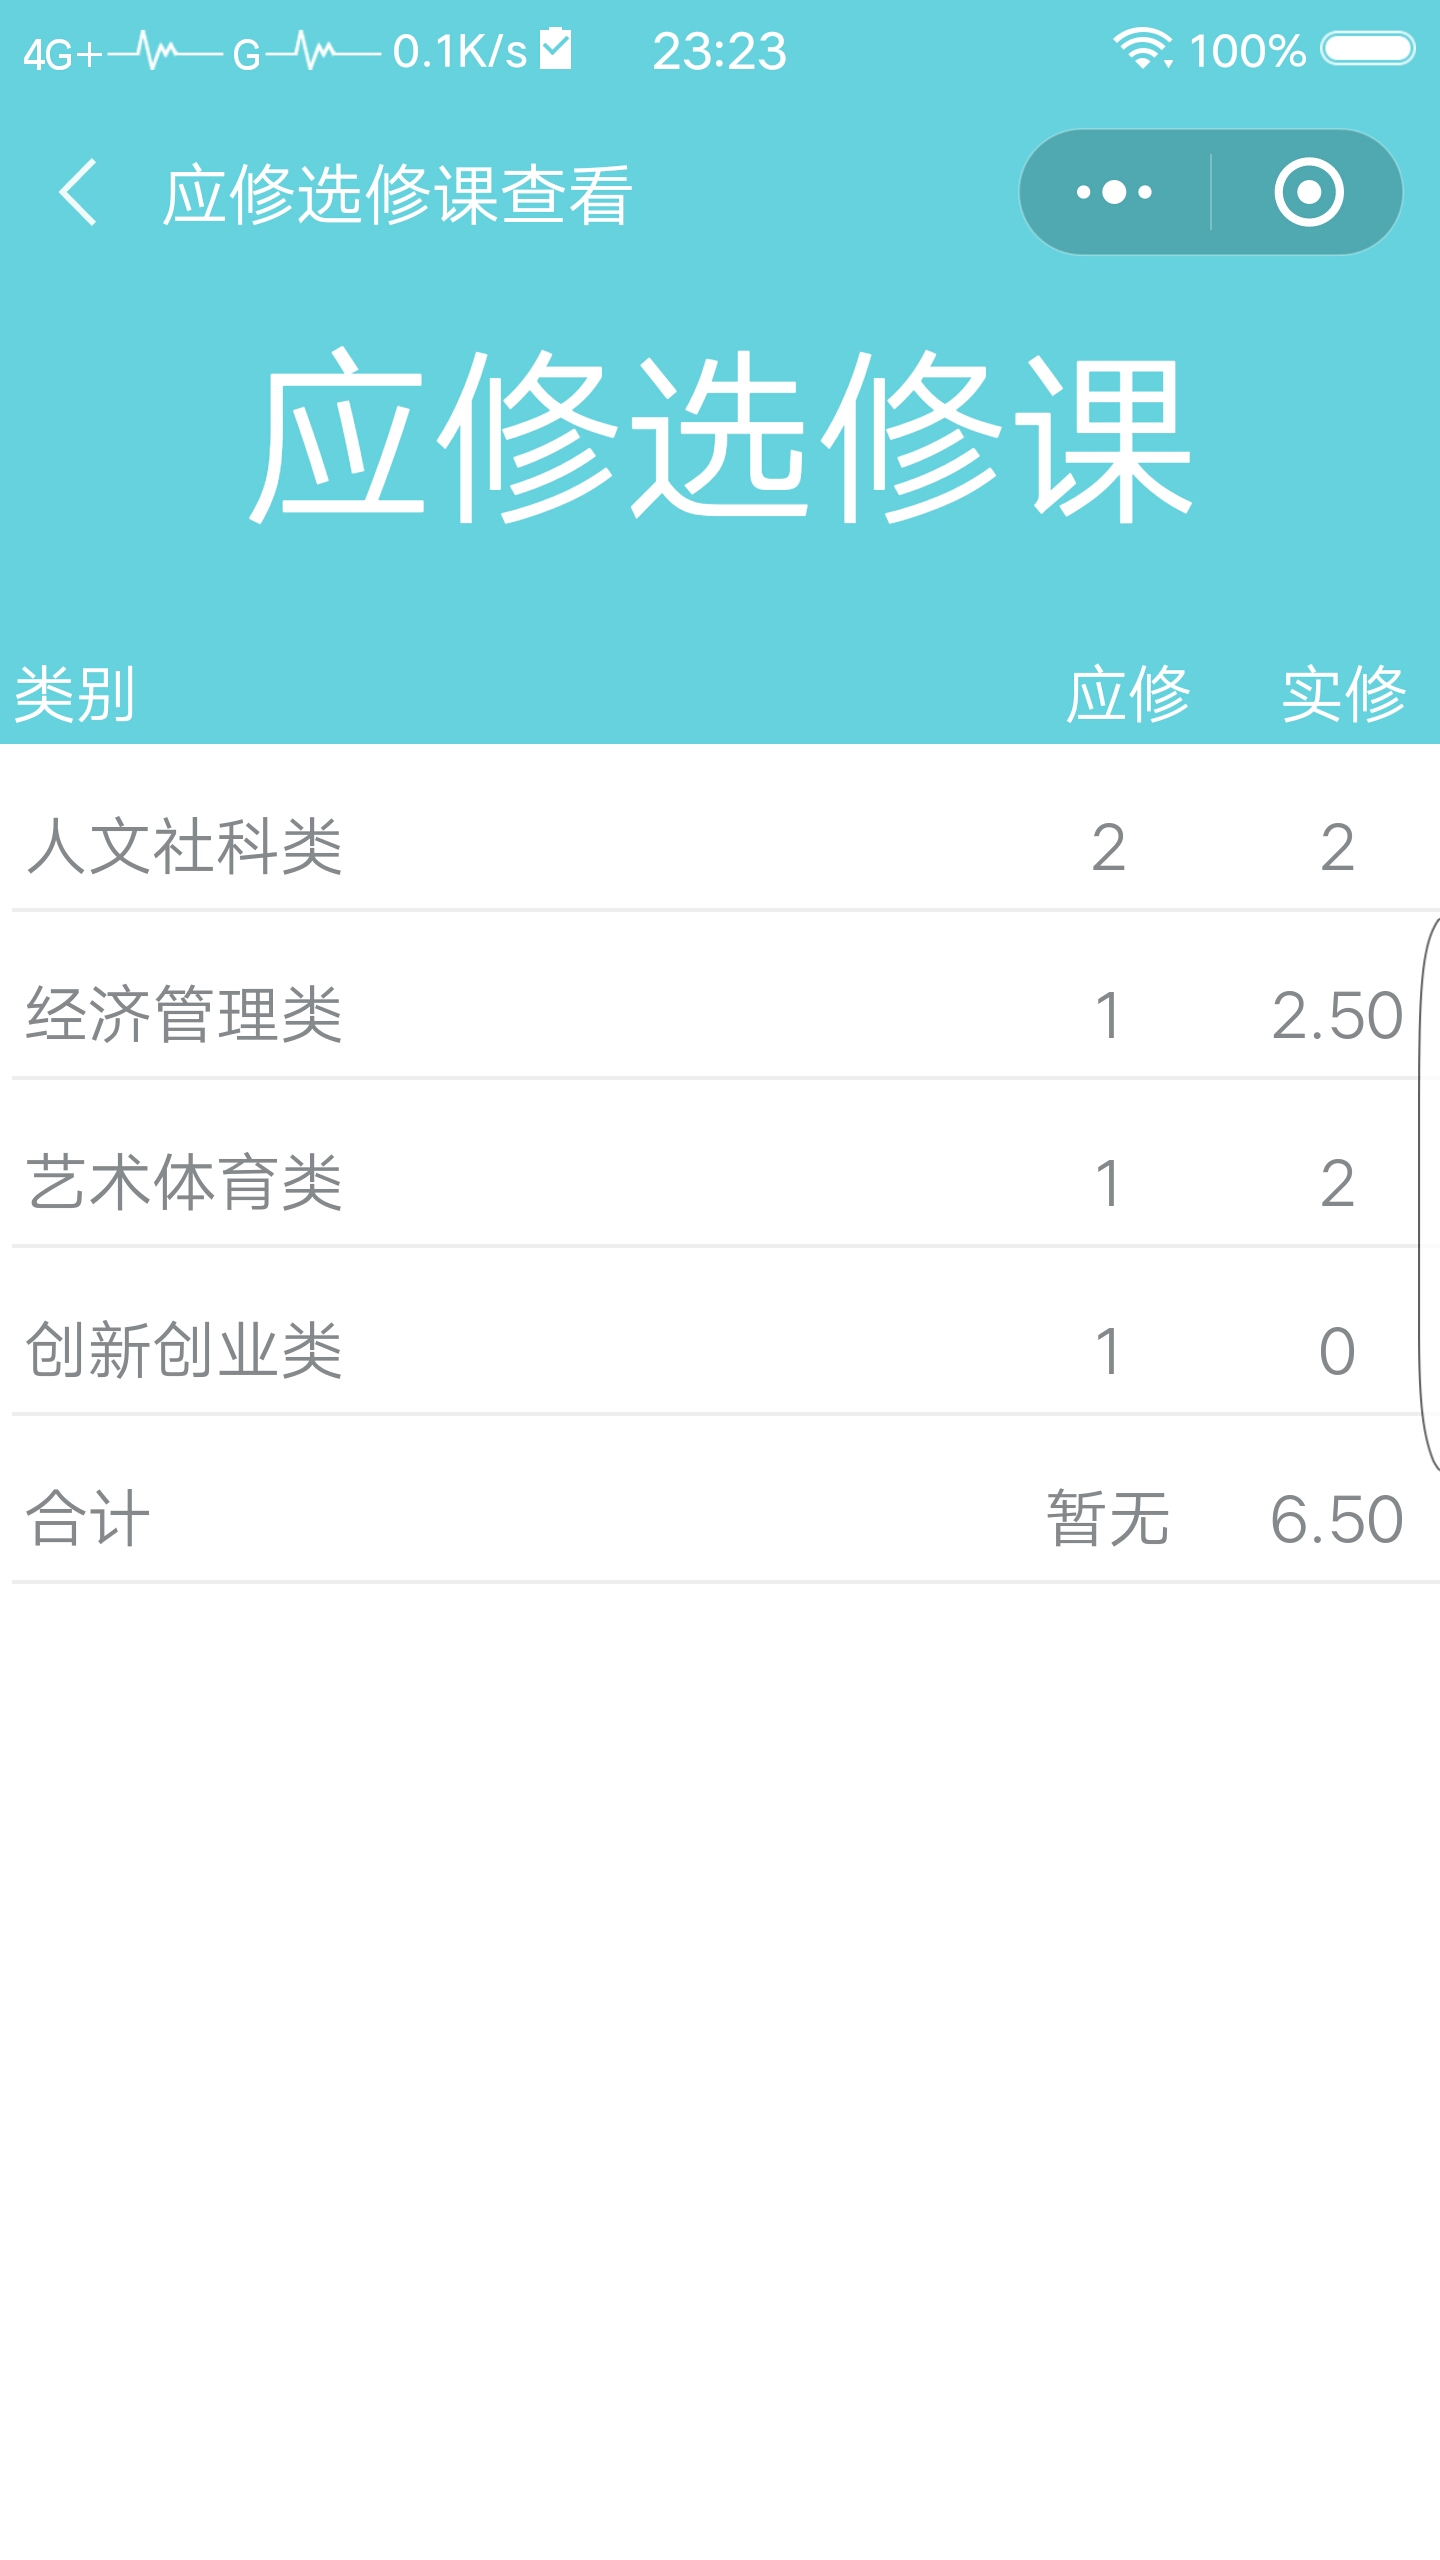 4G+ G 0.1K/s 23:23 100%
应修选修课查看
应修选修课
类别 应修 实修
人文社科类 2 2
经济管理类 1 2.50
艺术体育类 1 2
创新创业类 1 0
合计 暂无 6.50